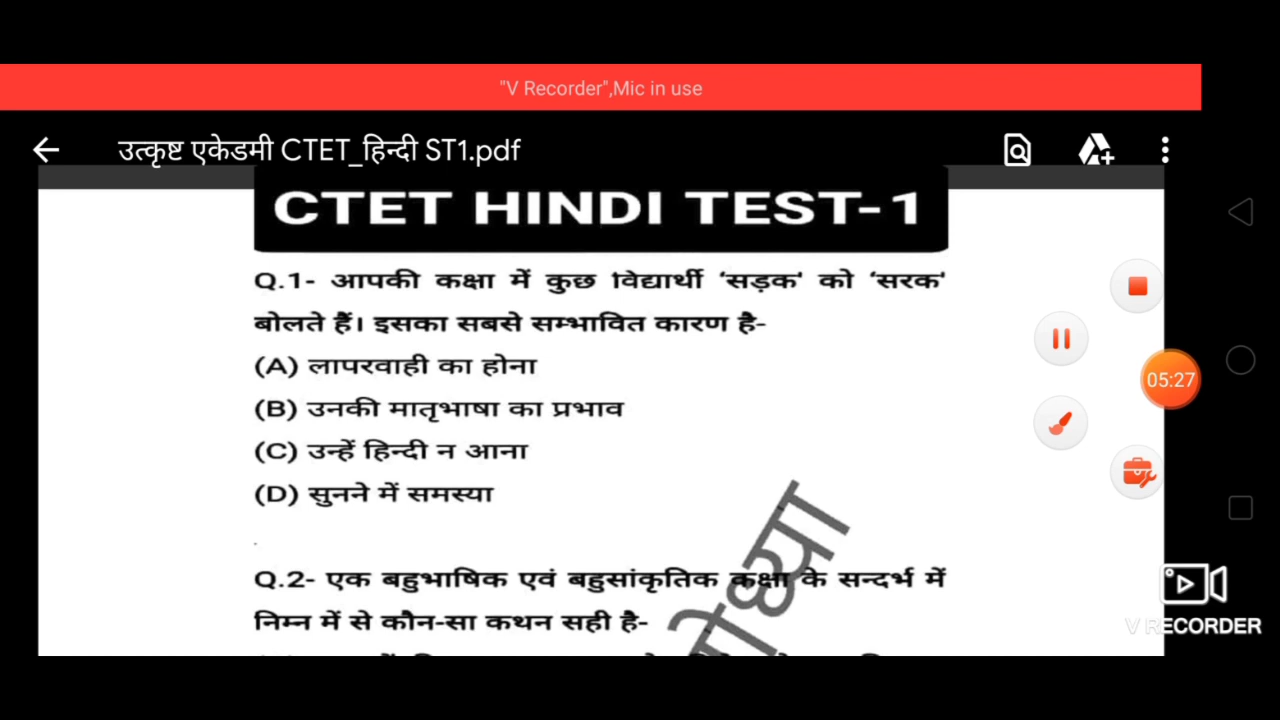 "V Recorder",Mic in use
उत्कृष्ट एकेडमी CTET_हिन्दी ST1.pdf
CTET HINDI TEST-1
Q.1- आपकी कक्षा में कुछ विद्यार्थी 'सड़क' को 'सरक'
बोलते हैं। इसका सबसे सम्भावित कारण है-
(A) लापरवाही का होना
(B) उनकी मातृभाषा का प्रभाव
(C) उन्हें हिन्दी न आना
(D) सुनने में समस्या
05:27
Q.2- एक बहुभाषिक एवं बहुसांकृतिक कक्षा के सन्दर्भ में
निम्न में से कौन-सा कथन सही है-
V RECORDER